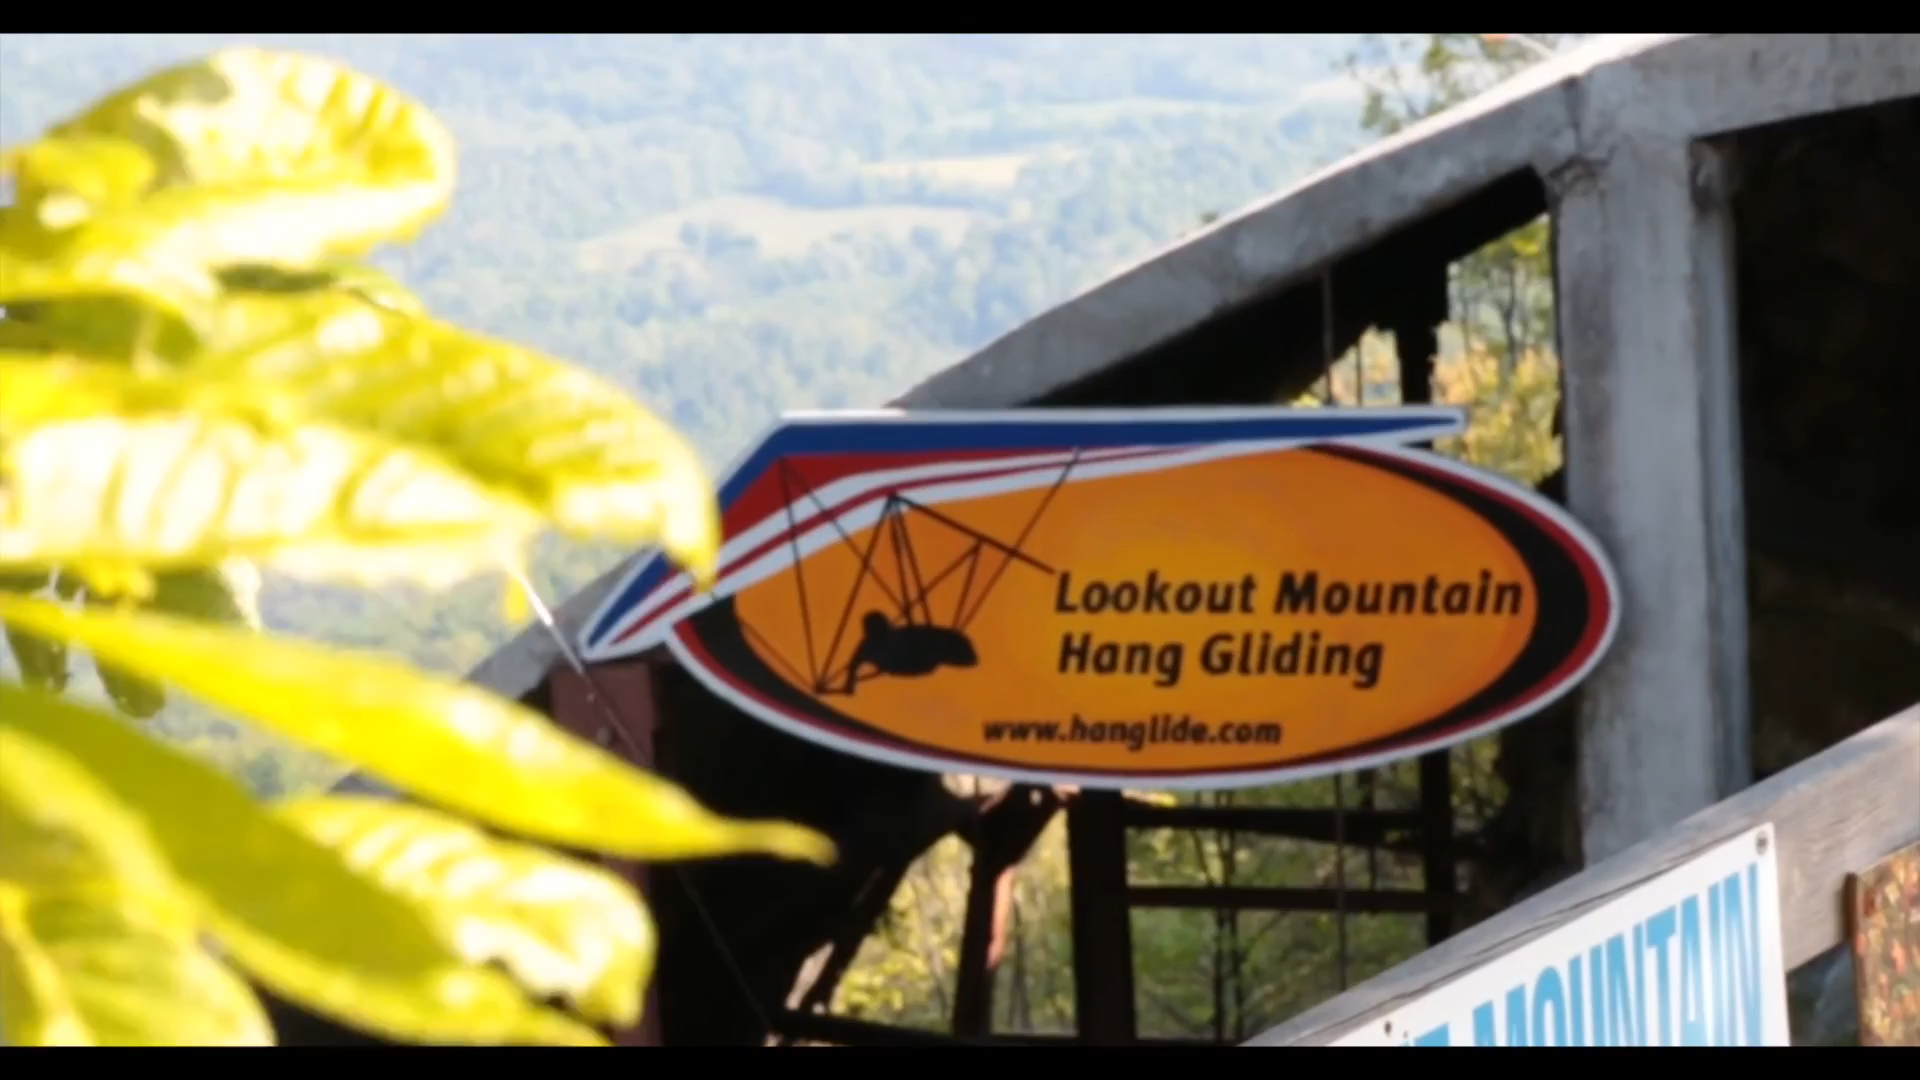 Lookout Mountain
Hang Gliding
www.hanglide.com
MOUNTAIN